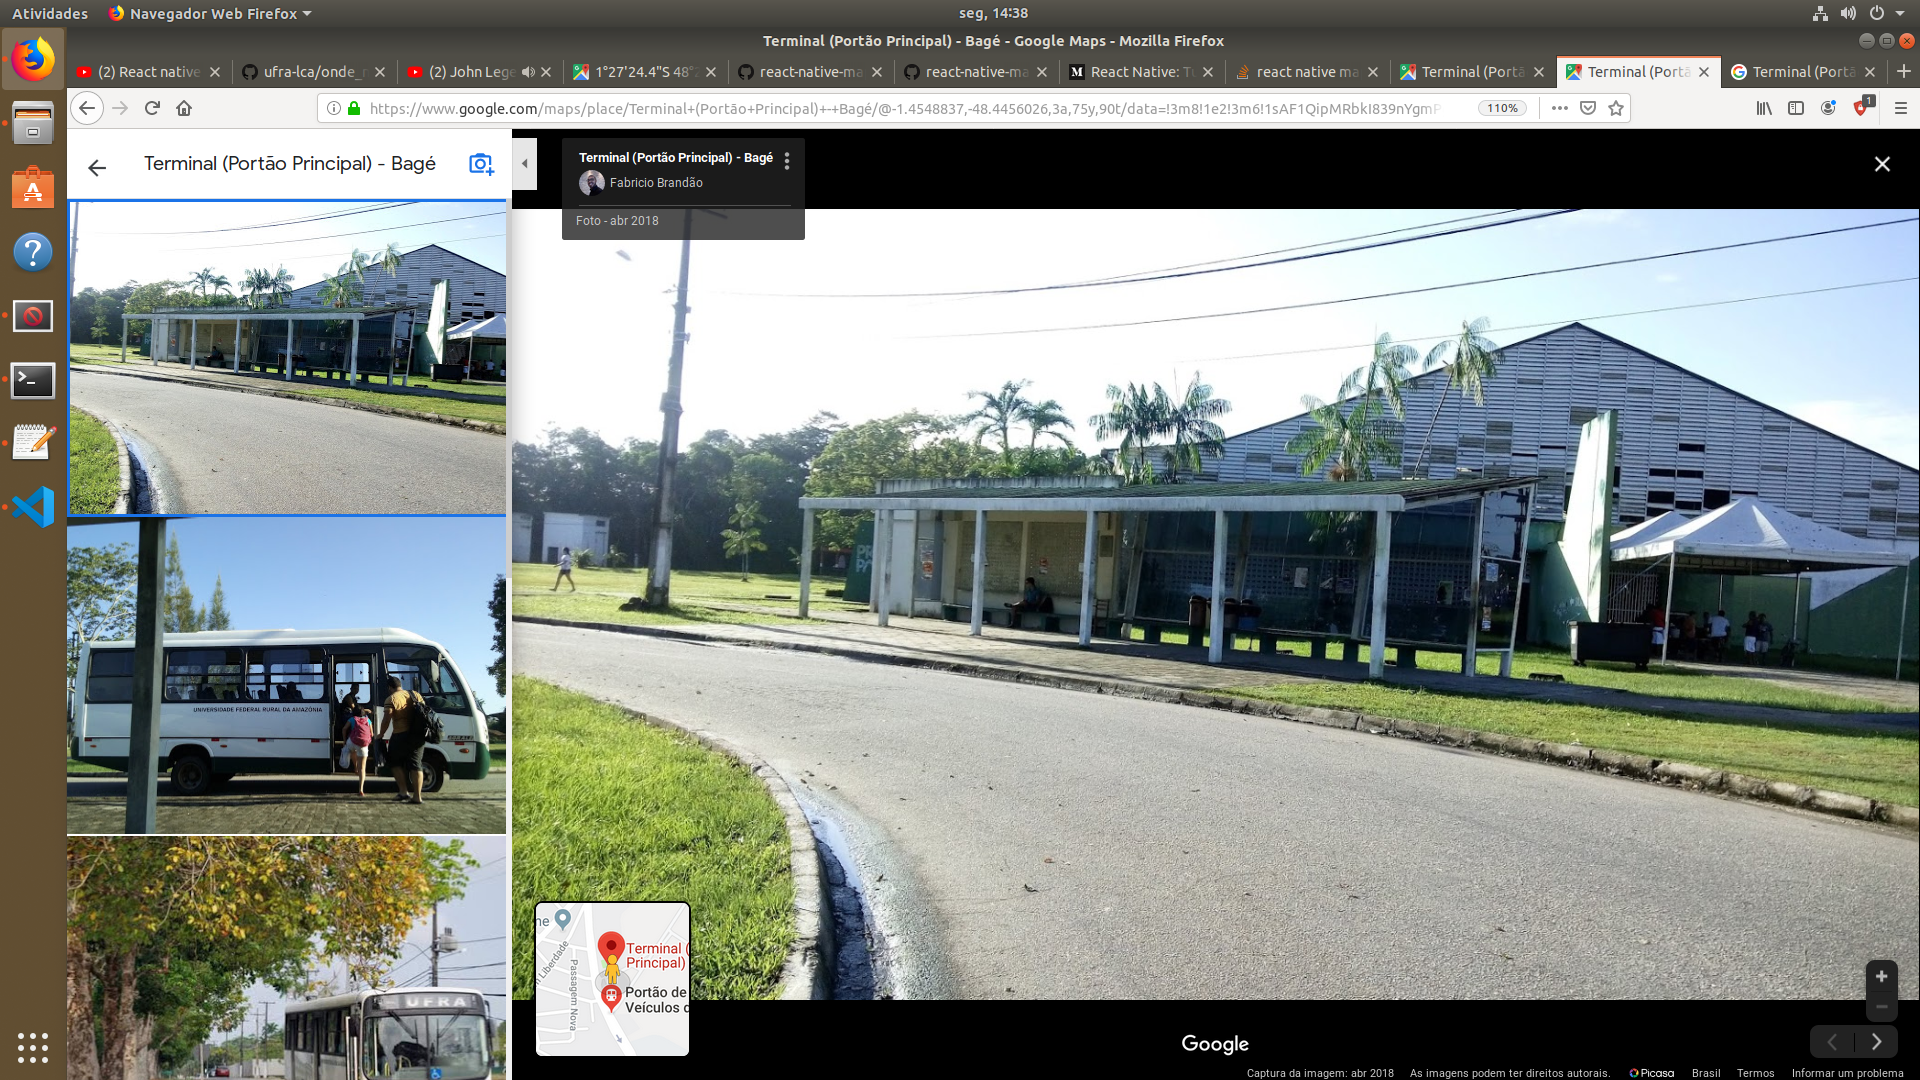 Atividades
Navegador Web Firefox
seg, 14:38
Terminal (Portão Principal) - Bagé - Google Maps - Mozilla Firefox
(2) React native
ufra-lca/onde_
(2) John Lege
1°27'24.4"S 48°
react-native-ma
react-native-ma
React Native: Tu
react native ma
Terminal (Portã
Terminal (Portã
Terminal (Portã
https://www.google.com/maps/place/Terminal+(Portão+Principal)+-+Bagé/@-1.4548837,-48.4456026,3a,75y,90t/data=!3m8!1e2!3m6!1sAF1QipMRbkI839nYgmP
110%
1
Terminal (Portão Principal) - Bagé
Terminal (Portão Principal) - Bagé
Fabricio Brandão
Foto - abr 2018
UNIVERSIDADE FEDERAL RURAL DA AMAZÔNIA
UFRA
ne
Liberdade
Passagem Nova
Terminal (
Principal)
Portão de
Veículos d
Google
Captura da imagem: abr 2018
As imagens podem ter direitos autorais.
Picasa
Brasil
Termos
Informar um problema